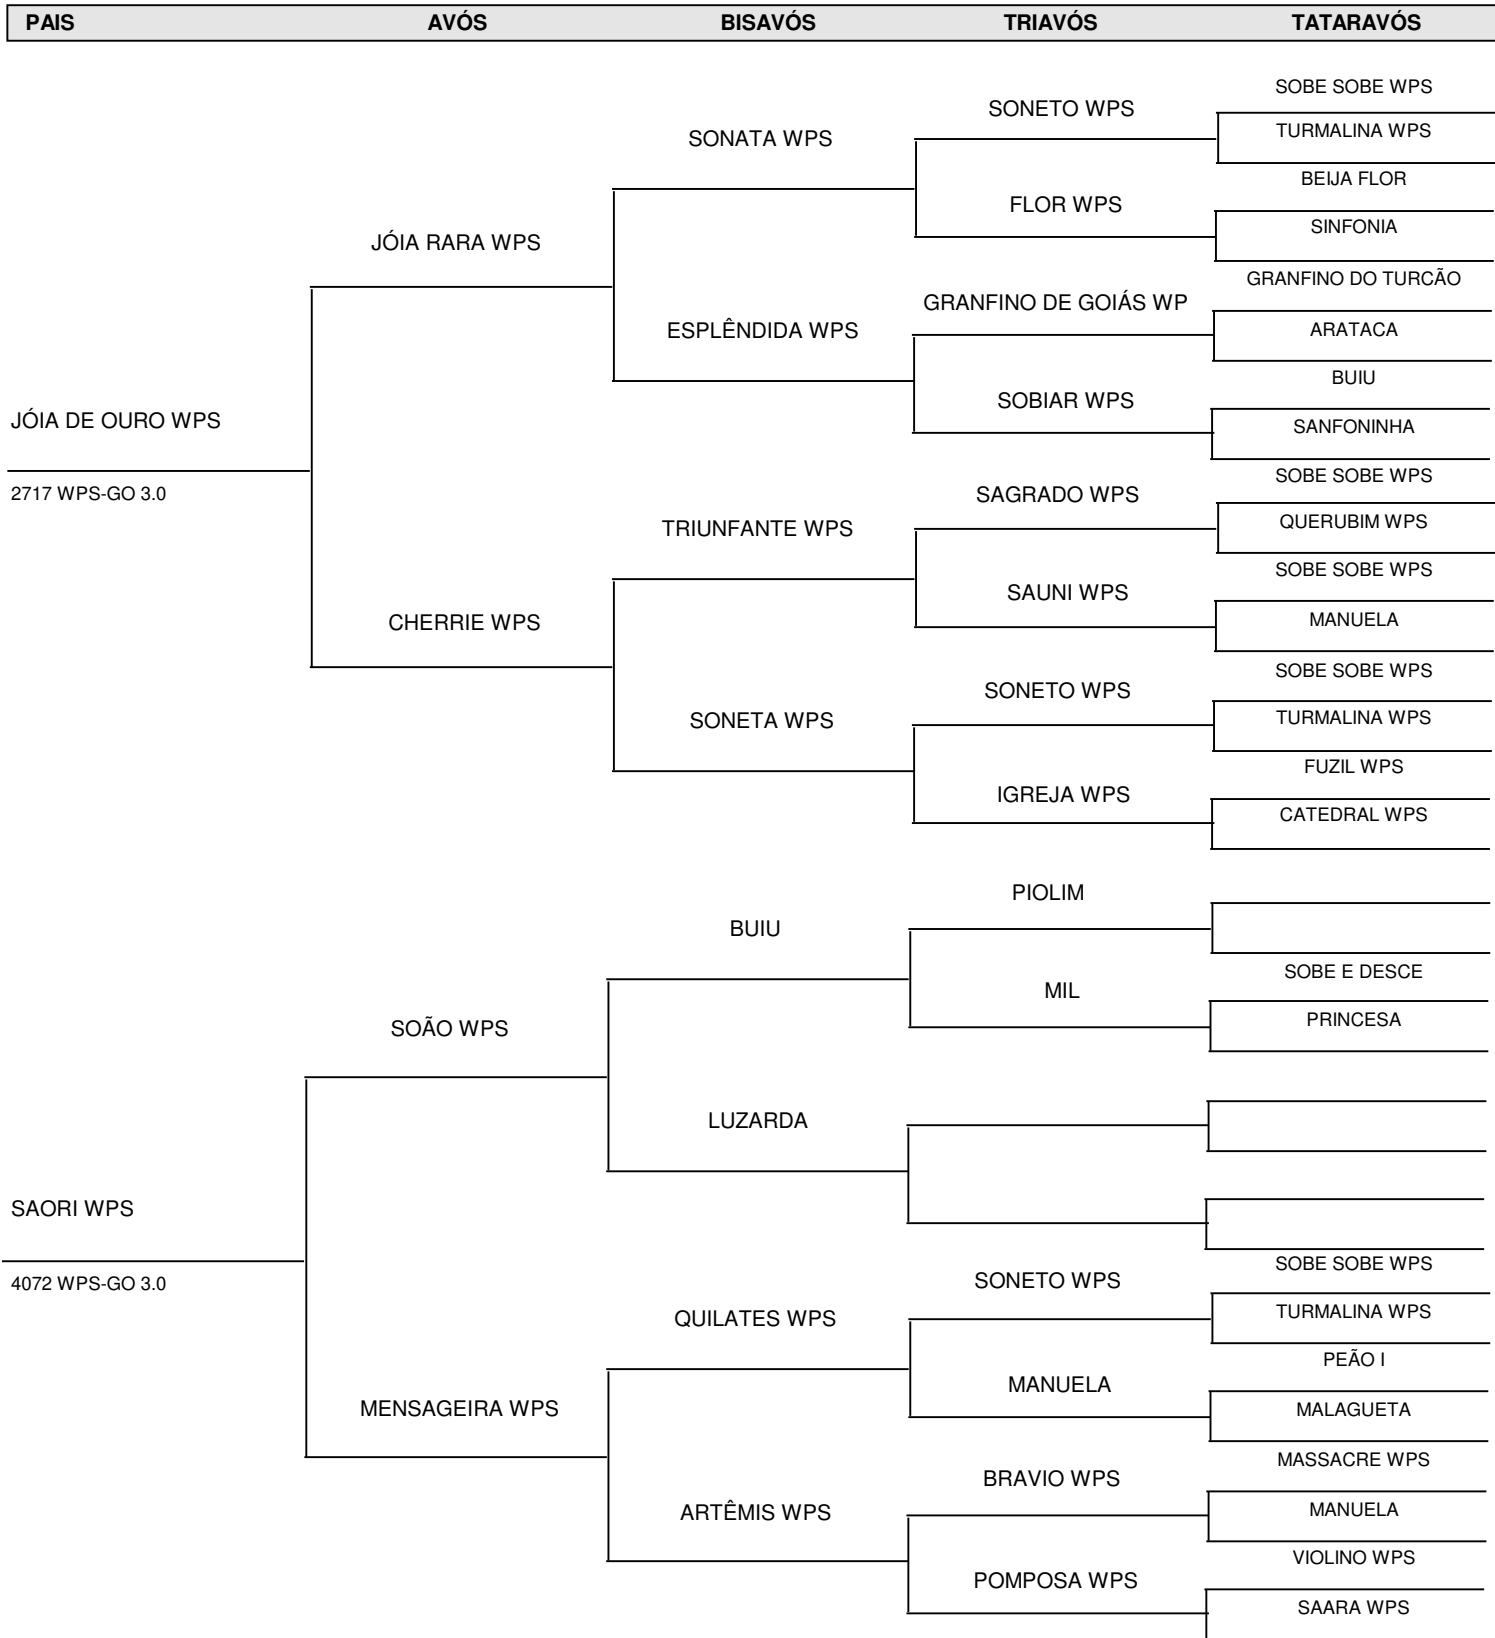 PAIS AVÓS BISAVÓS TRIAVÓS TATARAVÓS
SOBE SOBE WPS
SONETO WPS
TURMALINA WPS
SONATA WPS
BEIJA FLOR
FLOR WPS
SINFONIA
JÓIA RARA WPS
GRANFINO DO TURCÃO
GRANFINO DE GOIÁS WP
ESPLÊNDIDA WPS
ARATACA
BUIU
SOBIAR WPS
JÓIA DE OURO WPS
SANFONINHA
SOBE SOBE WPS
2717 WPS-GO 3.0
SAGRADO WPS
QUERUBIM WPS
TRIUNFANTE WPS
SOBE SOBE WPS
SAUNI WPS
MANUELA
CHERRIE WPS
SOBE SOBE WPS
SONETO WPS
TURMALINA WPS
SONETA WPS
FUZIL WPS
IGREJA WPS
CATEDRAL WPS
PIOLIM
BUIU
SOBE E DESCE
MIL
PRINCESA
SOÃO WPS
LUZARDA
SAORI WPS
SOBE SOBE WPS
4072 WPS-GO 3.0
SONETO WPS
TURMALINA WPS
QUILATES WPS
PEÃO I
MANUELA
MALAGUETA
MENSAGEIRA WPS
MASSACRE WPS
BRAVIO WPS
MANUELA
ARTÊMIS WPS
VIOLINO WPS
POMPOSA WPS
SAARA WPS